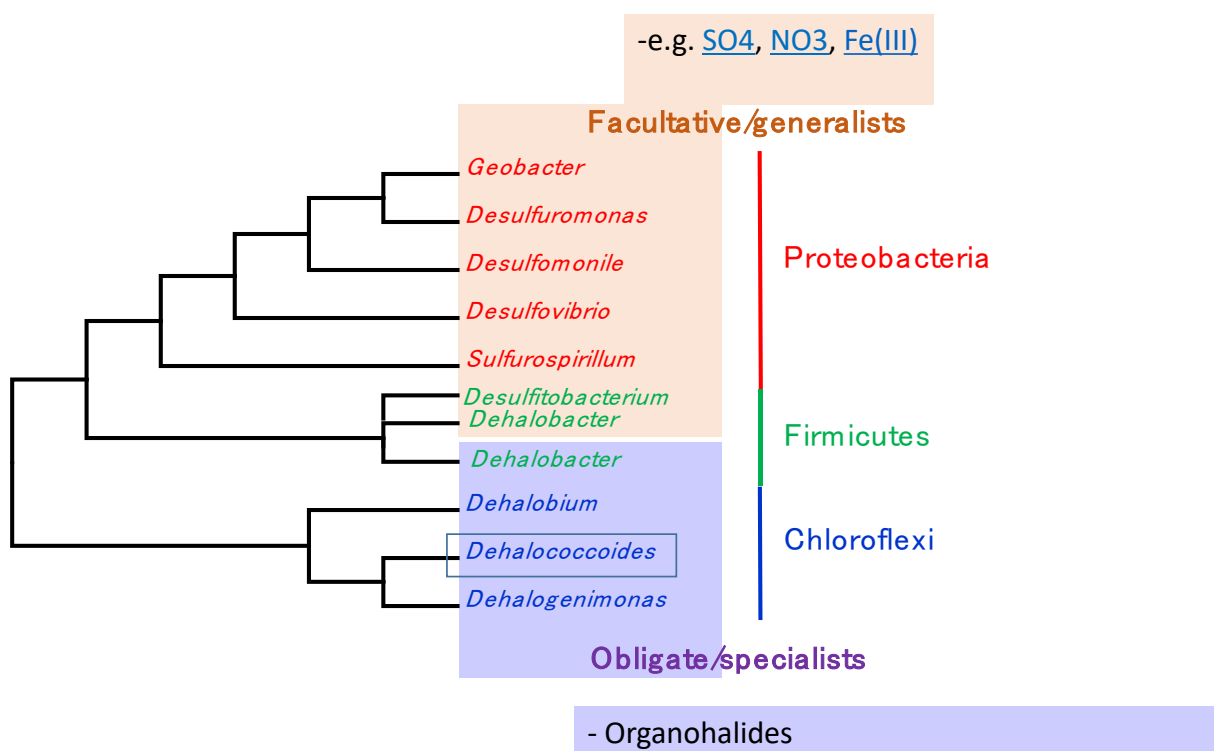 -e.g. SO4, NO3, Fe(III)
Facultative/generalists
Geobacter
Desulfuromonas
Desulfomonile
Desulfovibrio
Sulfurospirillum
Proteobacteria
Desulfitobacterium
Dehalobacter
Dehalobacter
Firmicutes
Dehalobium
Dehalococcoides
Dehalogenimonas
Chloroflexi
Obligate/specialists
- Organohalides